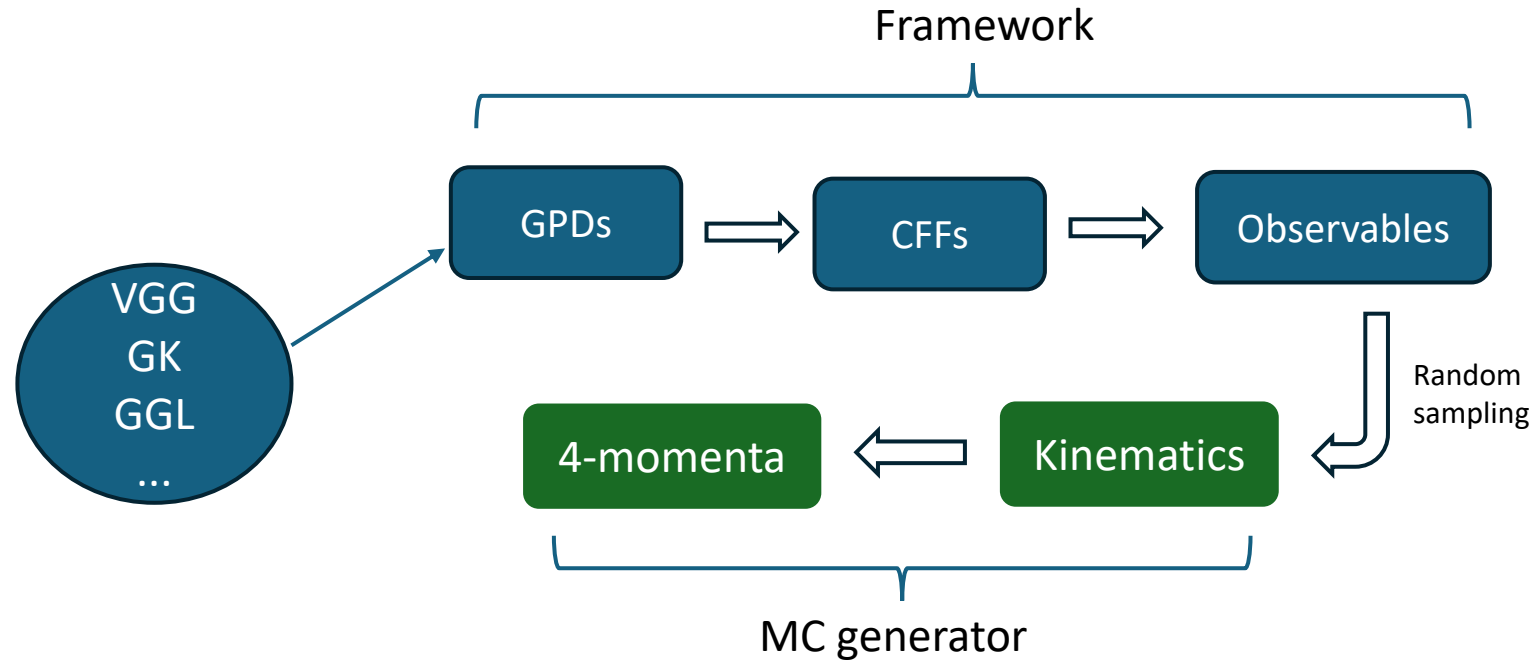 Framework
GPDs
CFFs
Observables
VGG
GK
GGL
...
Random
sampling
4-momenta
Kinematics
MC generator